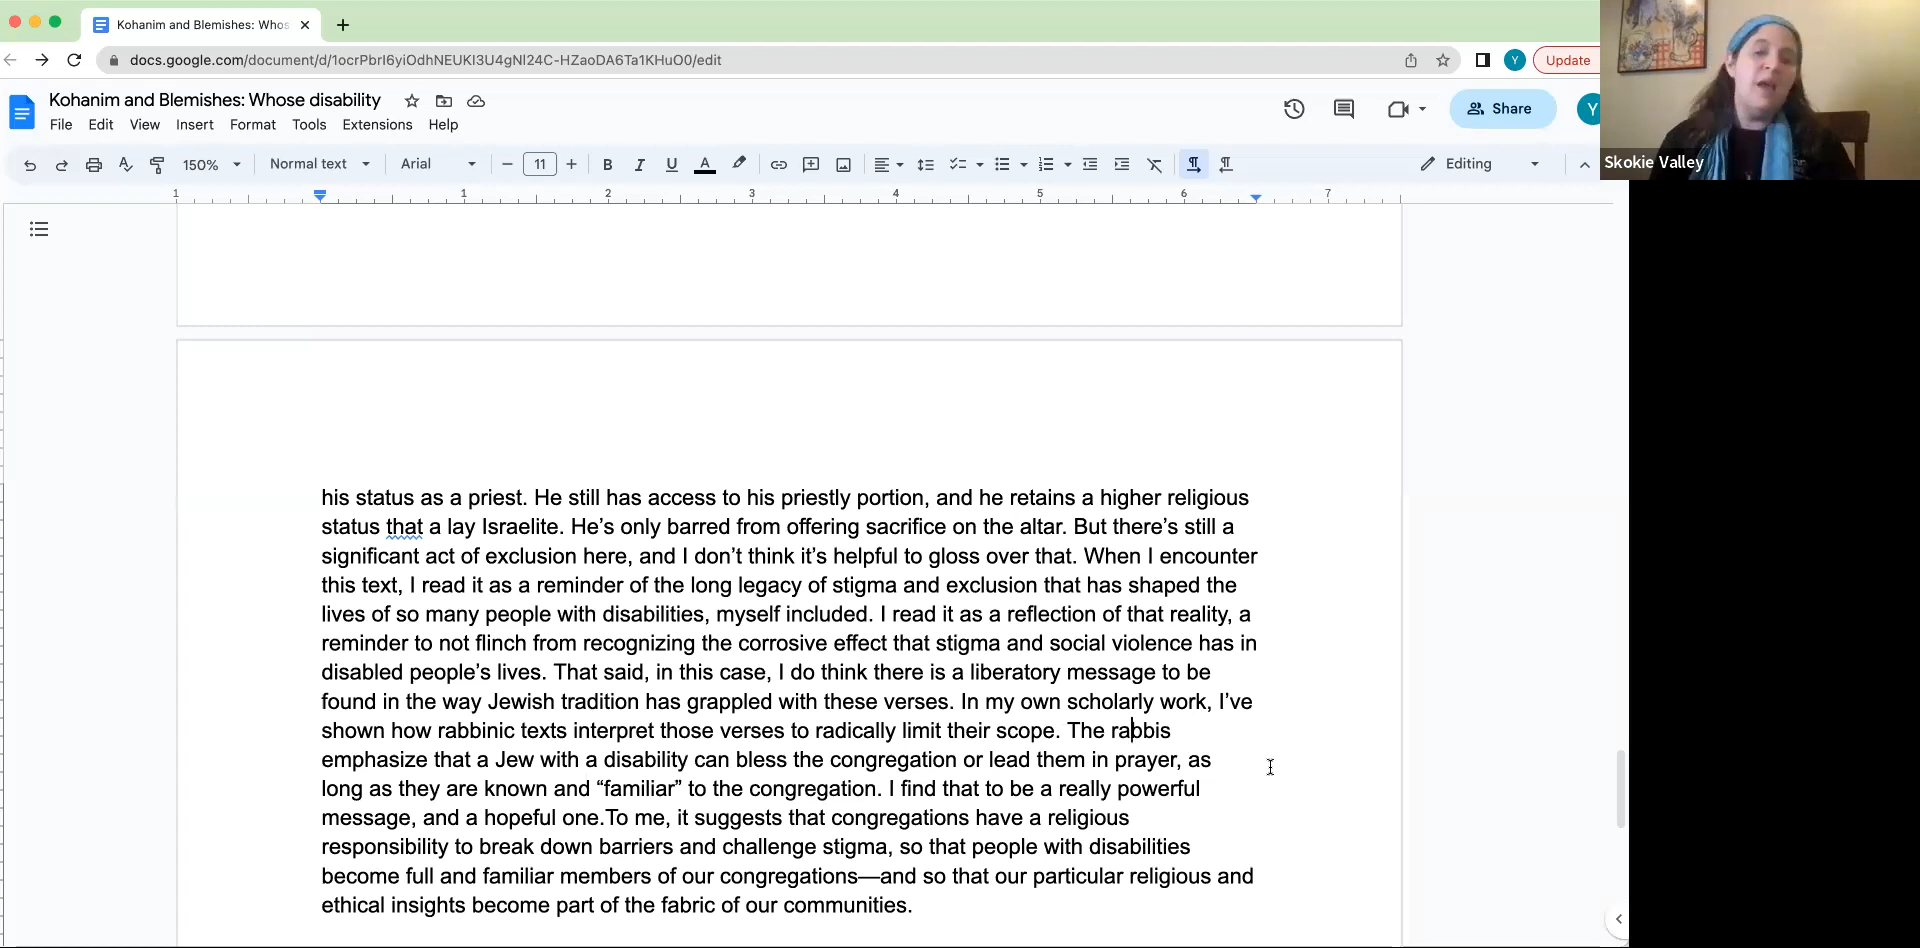 Kohanim and Blemishes: Whos
docs.google.com/document/d/1ocrPbrI6yiOdhNEUKI3U4gNl24C-HZaoDA6Ta1KHuO0/edit
Y
Update
Kohanim and Blemishes: Whose disability
Share
Y
File Edit View Insert Format Tools Extensions Help
150% Normal text Arial 11 B I U A Editing
Skokie Valley
1 1 2 3 4 5 6 7
his status as a priest. He still has access to his priestly portion, and he retains a higher religious
status that a lay Israelite. He’s only barred from offering sacrifice on the altar. But there’s still a
significant act of exclusion here, and I don’t think it’s helpful to gloss over that. When I encounter
this text, I read it as a reminder of the long legacy of stigma and exclusion that has shaped the
lives of so many people with disabilities, myself included. I read it as a reflection of that reality, a
reminder to not flinch from recognizing the corrosive effect that stigma and social violence has in
disabled people’s lives. That said, in this case, I do think there is a liberatory message to be
found in the way Jewish tradition has grappled with these verses. In my own scholarly work, I’ve
shown how rabbinic texts interpret those verses to radically limit their scope. The rabbis
emphasize that a Jew with a disability can bless the congregation or lead them in prayer, as
long as they are known and “familiar” to the congregation. I find that to be a really powerful
message, and a hopeful one.To me, it suggests that congregations have a religious
responsibility to break down barriers and challenge stigma, so that people with disabilities
become full and familiar members of our congregations—and so that our particular religious and
ethical insights become part of the fabric of our communities.